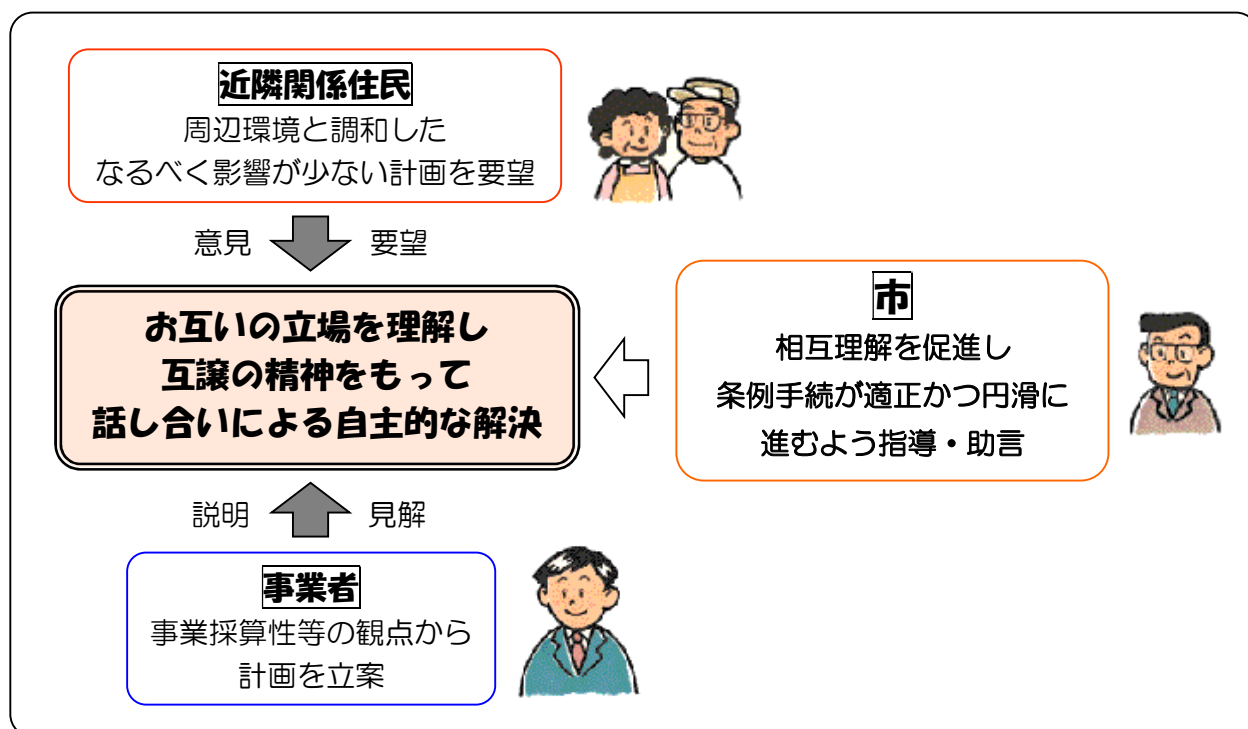 近隣関係住民
周辺環境と調和した
なるべく影響が少ない計画を要望
意見 要望
お互いの立場を理解し
互譲の精神をもって
話し合いによる自主的な解決
市
相互理解を促進し
条例手続が適正かつ円滑に
進むよう指導・助言
説明 見解
事業者
事業採算性等の観点から
計画を立案